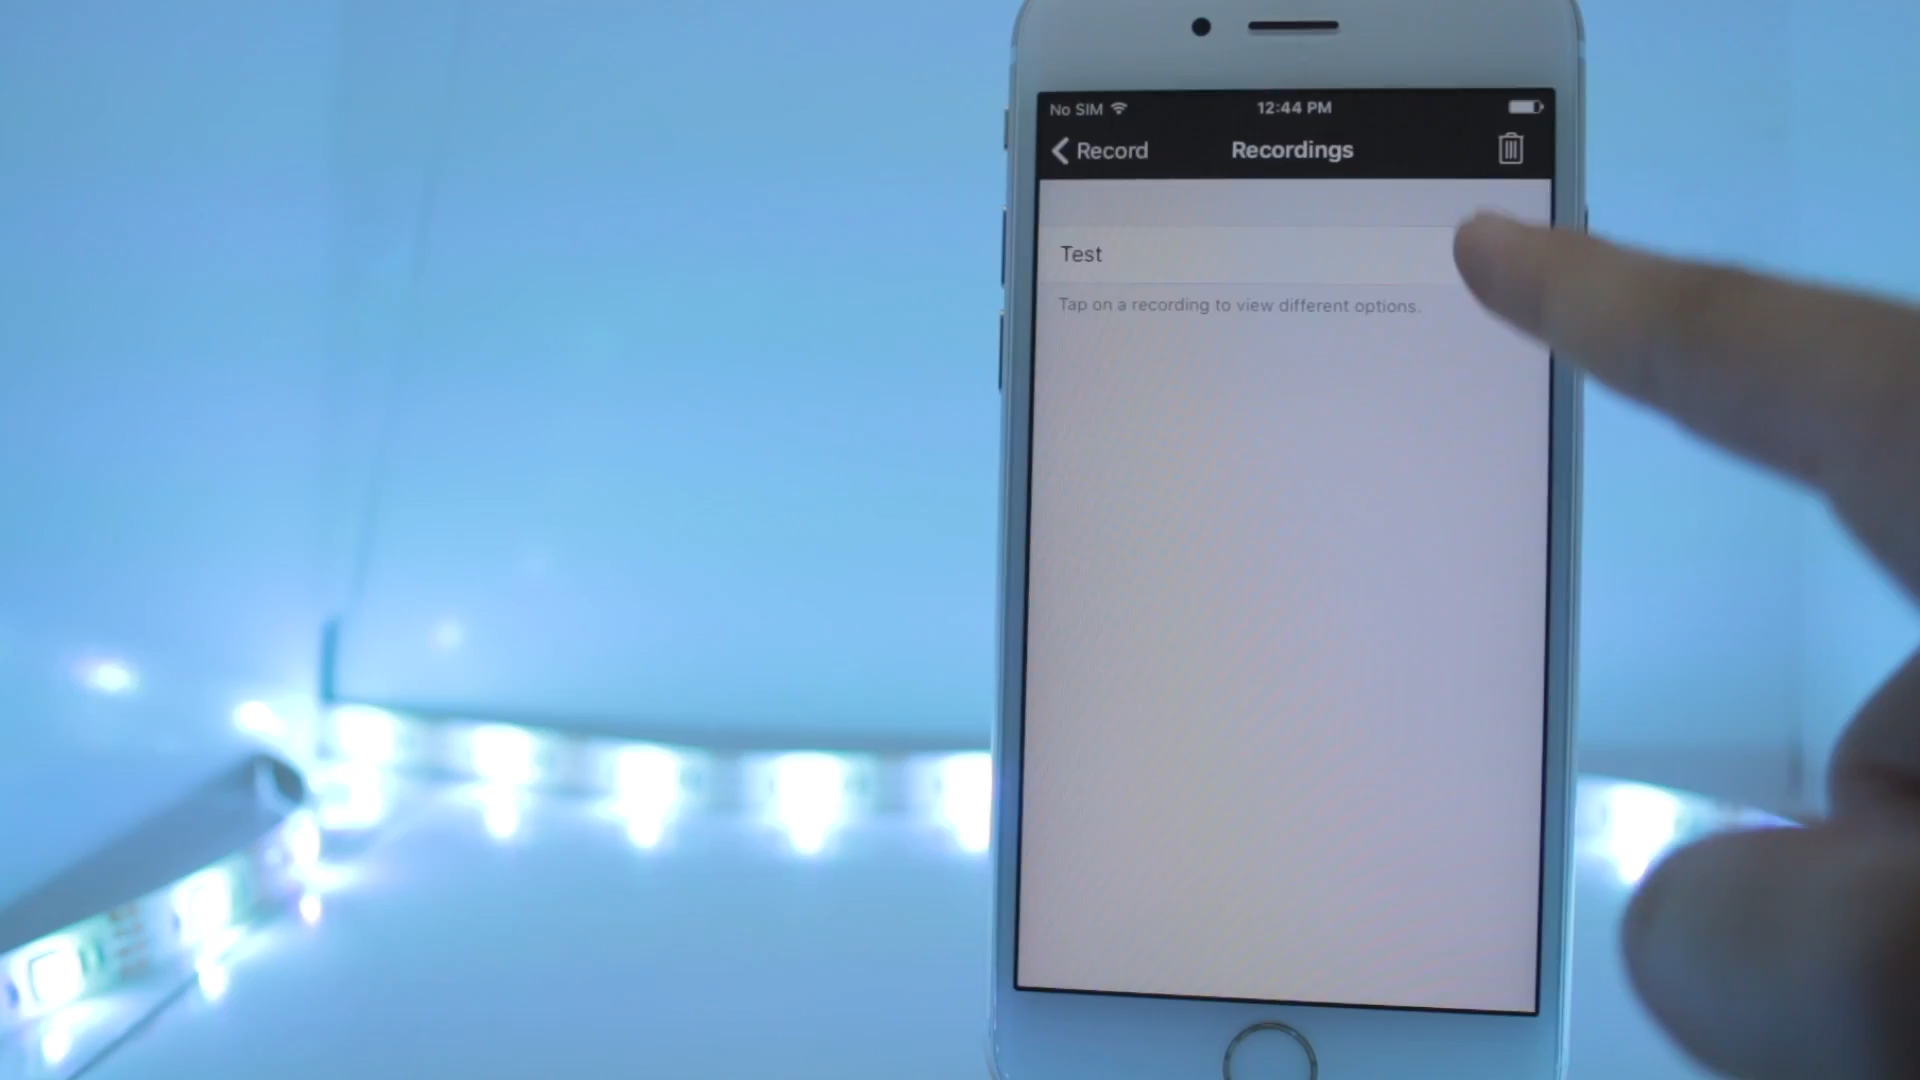 No SIM 12:44 PM
Record Recordings
Test
Tap on a recording to view different options.